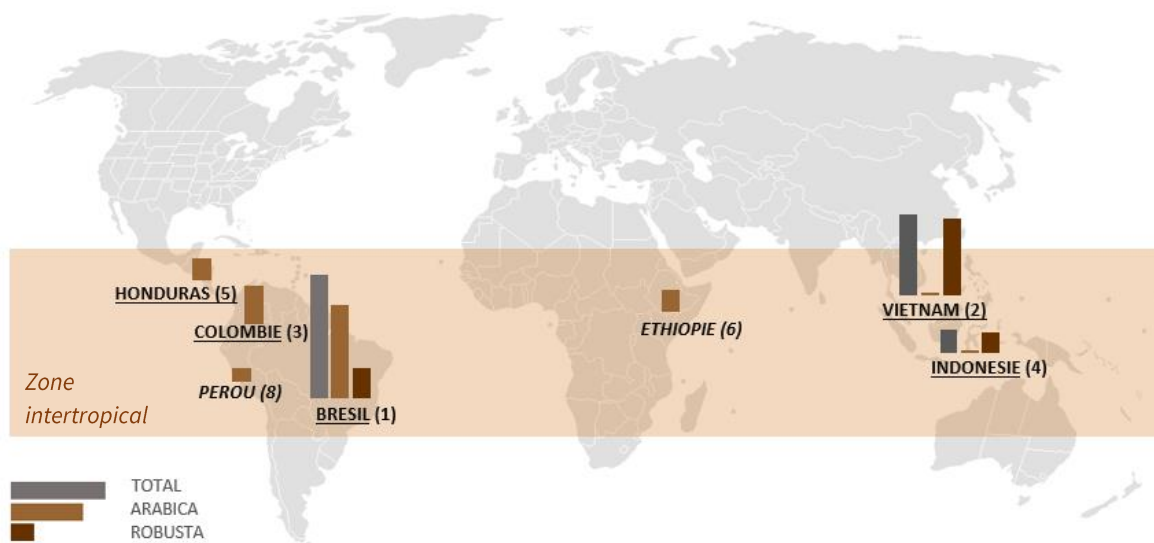 HONDURAS (5)
COLOMBIE (3)
PEROU (8)
BRESIL (1)
ETHIOPIE (6)
VIETNAM (2)
INDONESIE (4)
Zone
intertropical
TOTAL
ARABICA
ROBUSTA